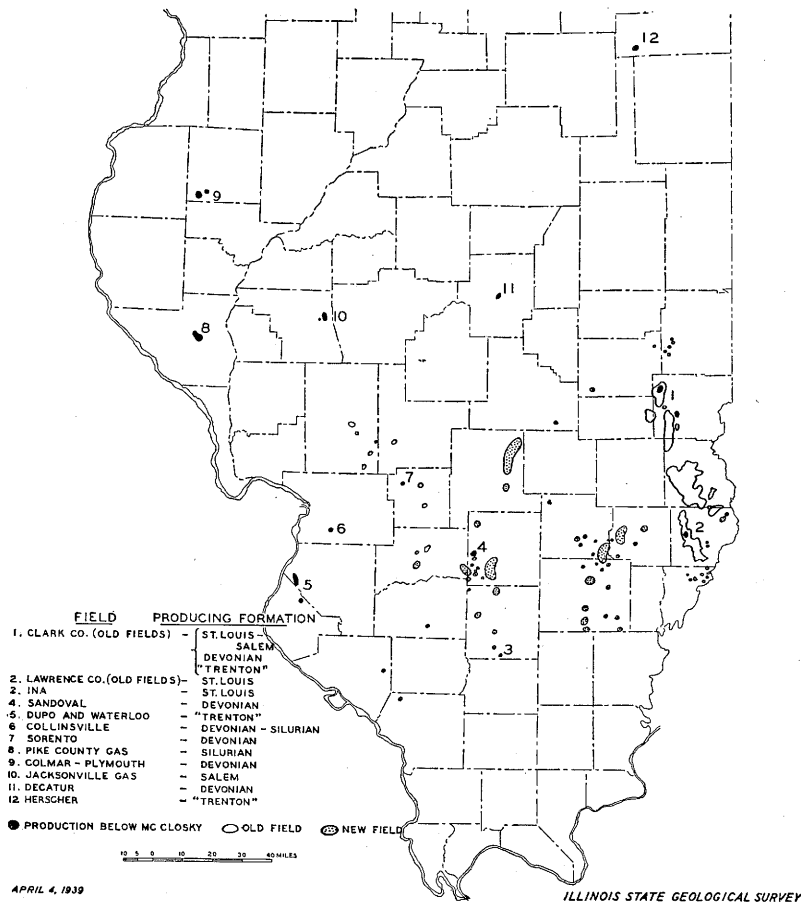 12
9
11
10
8
1
7
2
6
4
5
3
FIELD PRODUCING FORMATION
1. CLARK CO. (OLD FIELDS) – ST. LOUIS –
SALEM
DEVONIAN
"TRENTON"
2. LAWRENCE CO. (OLD FIELDS) – ST. LOUIS
2. INA – ST. LOUIS
4. SANDOVAL – DEVONIAN
5. DUPO AND WATERLOO – "TRENTON"
6 COLLINSVILLE – DEVONIAN – SILURIAN
7 SORENTO – DEVONIAN
8. PIKE COUNTY GAS – SILURIAN
9. COLMAR – PLYMOUTH – DEVONIAN
10. JACKSONVILLE GAS – SALEM
11. DECATUR – DEVONIAN
12 HERSCHER – "TRENTON"
PRODUCTION BELOW MC CLOSKY OLD FIELD NEW FIELD
10 5 0 10 20 30 40 MILES
APRIL 4, 1939
ILLINOIS STATE GEOLOGICAL SURVEY